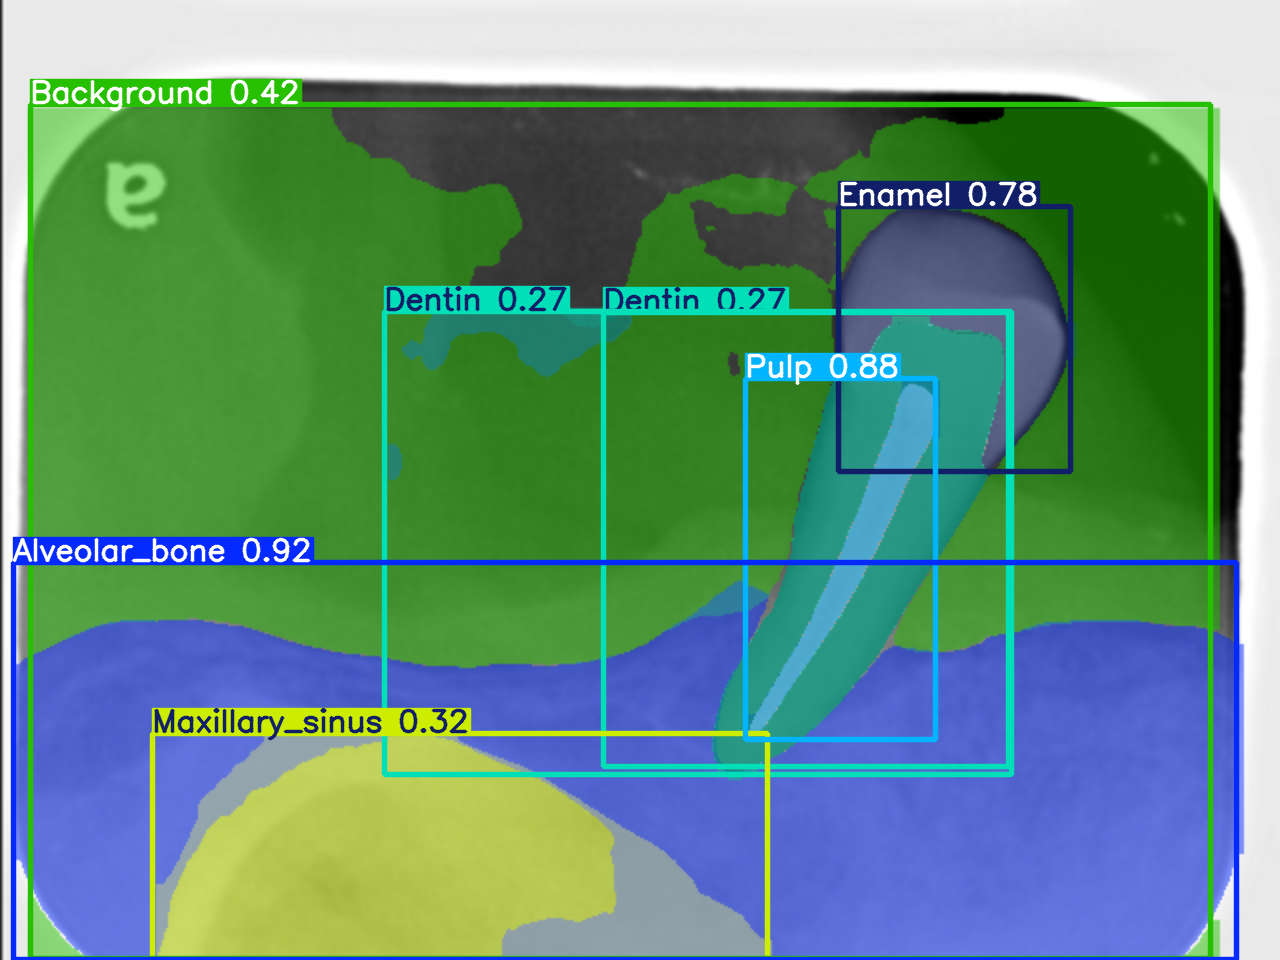 Background 0.42
a
Enamel 0.78
Dentin 0.27
Dentin 0.27
Pulp 0.88
Alveolar_bone 0.92
Maxillary_sinus 0.32